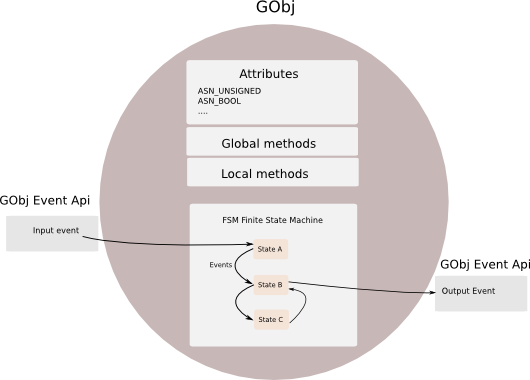 GObj
Attributes
ASN_UNSIGNED
ASN_BOOL
....
Global methods
Local methods
GObj Event Api
Input event
FSM Finite State Machine
State A
Events
State B
State C
GObj Event Api
Output Event